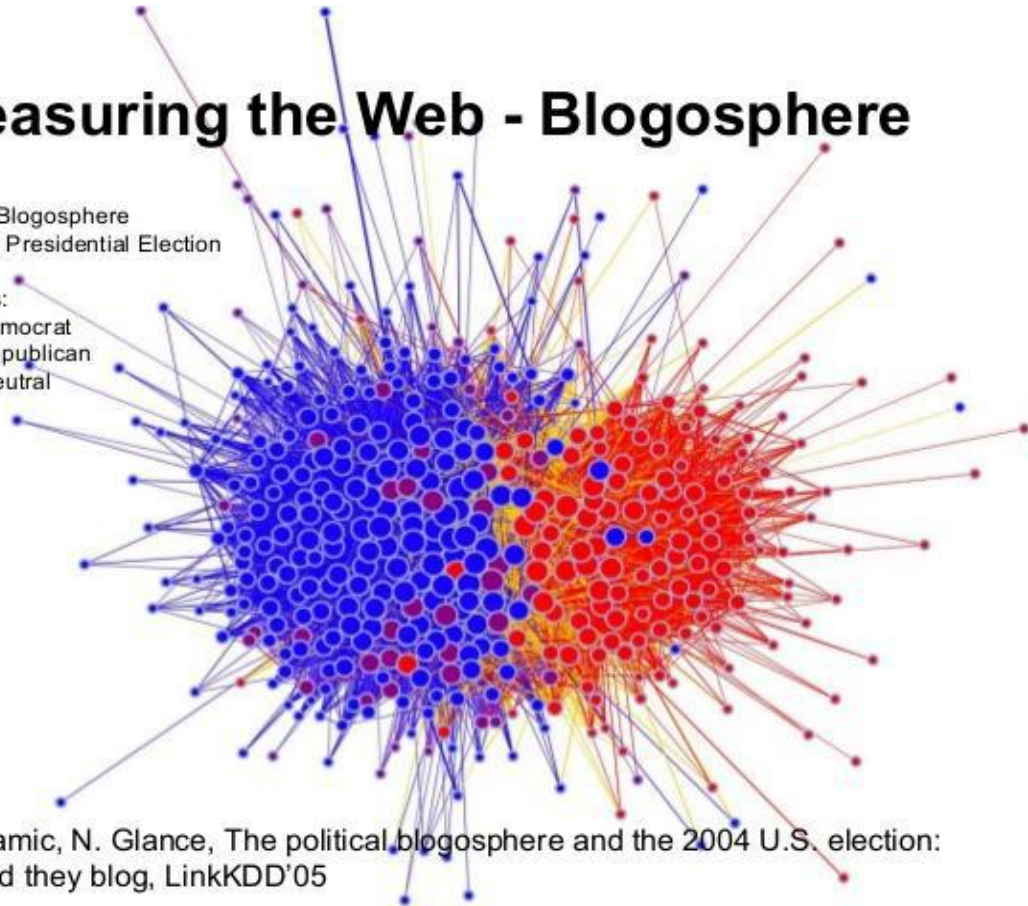 easuring the Web - Blogosphere
Blogosphere
Presidential Election
s:
mocrat
publican
eutral
amic, N. Glance, The political blogosphere and the 2004 U.S. election:
d they blog, LinkKDD'05